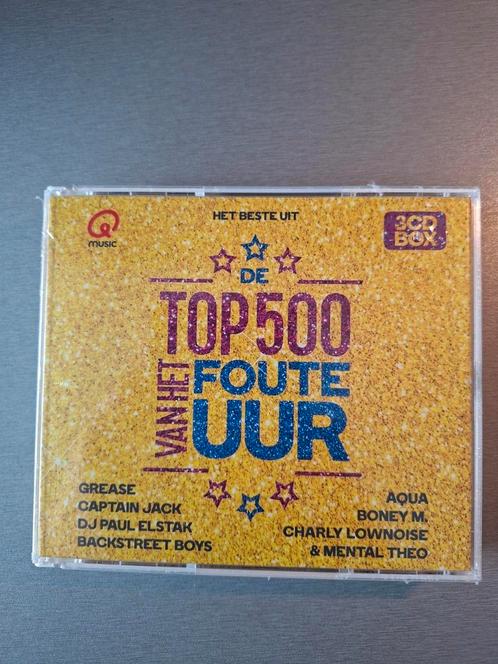 Q
MUSIC
HET BESTE UIT
3CD
BOX
DE
TOP 500
VAN HET
FOUTE
UUR
GREASE
CAPTAIN JACK
DJ PAUL ELSTAK
BACKSTREET BOYS
AQUA
BONEY M.
CHARLY LOWNOISE
& MENTAL THEO